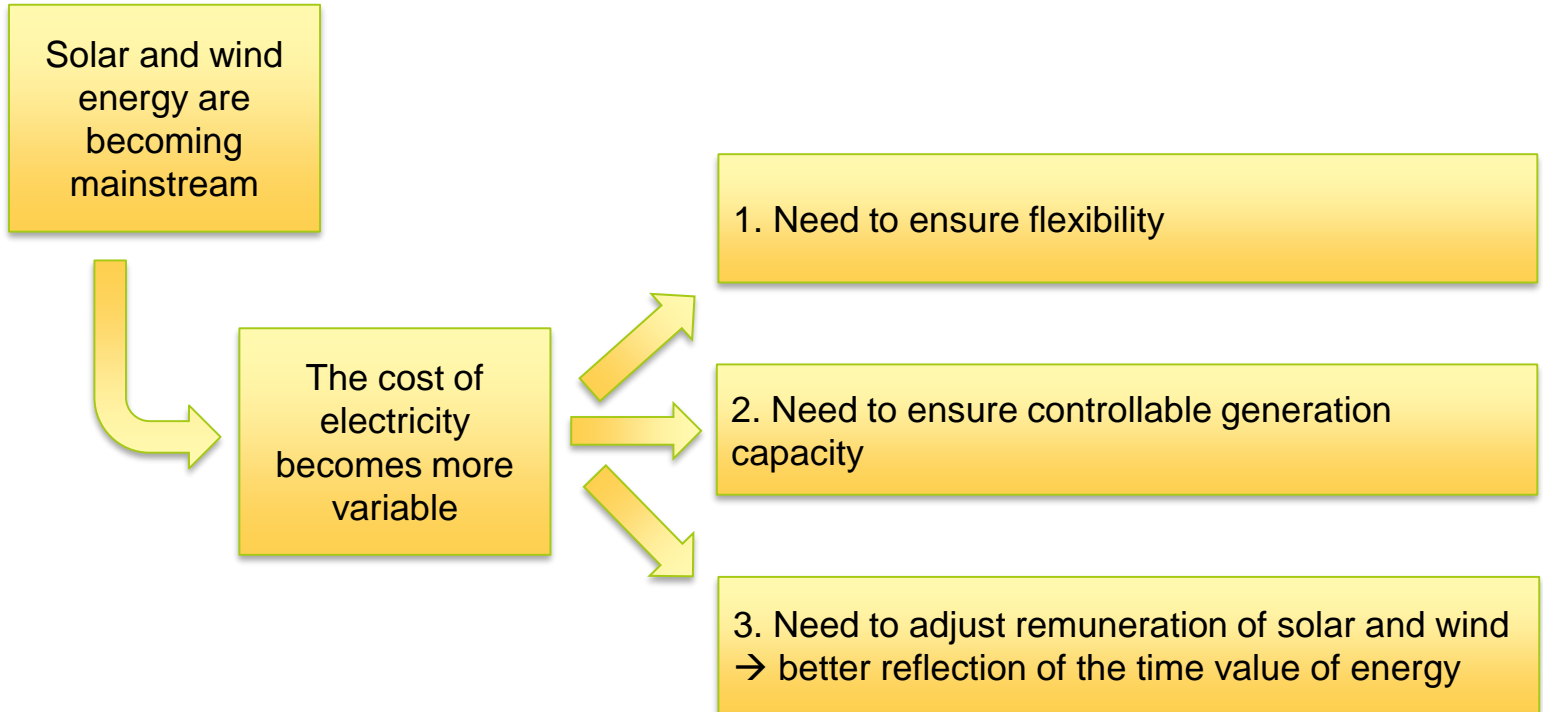 Solar and wind
energy are
becoming
mainstream
The cost of
electricity
becomes more
variable
1. Need to ensure flexibility
2. Need to ensure controllable generation
capacity
3. Need to adjust remuneration of solar and wind
→ better reflection of the time value of energy